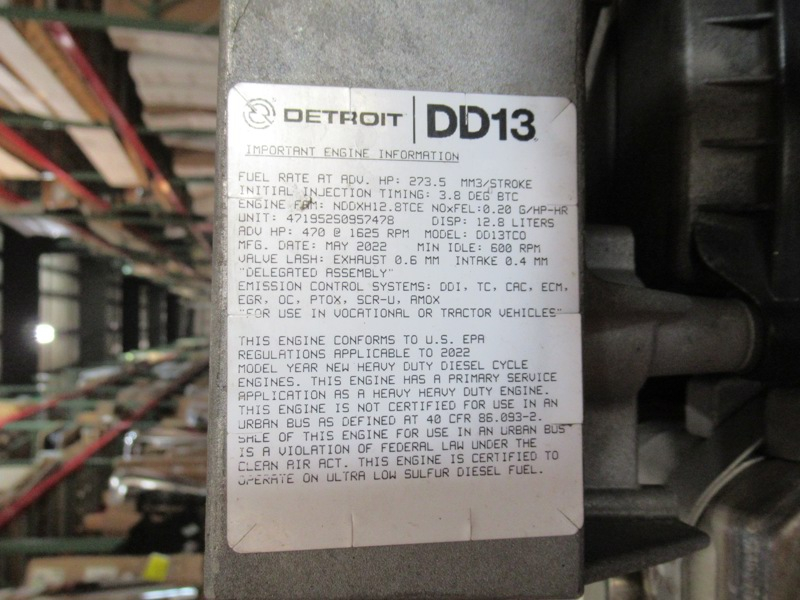 DETROIT DD13
IMPORTANT ENGINE INFORMATION
FUEL RATE AT ADV. HP: 273.5 MM3/STROKE
INITIAL INJECTION TIMING: 3.8 DEG BTC
ENGINE FAM: NDDXH12.8TCE NOxFEL:0.20 G/HP-HR
UNIT: 471952S0957478 DISP: 12.8 LITERS
ADV HP: 470 @ 1625 RPM MODEL: DD13TCO
MFG. DATE: MAY 2022 MIN IDLE: 600 RPM
VALVE LASH: EXHAUST 0.6 MM INTAKE 0.4 MM
"DELEGATED ASSEMBLY"
EMISSION CONTROL SYSTEMS: DDI, TC, CAC, ECM,
EGR, OC, PTOX, SCR-U, AMOX
"FOR USE IN VOCATIONAL OR TRACTOR VEHICLES"
THIS ENGINE CONFORMS TO U.S. EPA
REGULATIONS APPLICABLE TO 2022
MODEL YEAR NEW HEAVY DUTY DIESEL CYCLE
ENGINES. THIS ENGINE HAS A PRIMARY SERVICE
APPLICATION AS A HEAVY HEAVY DUTY ENGINE.
THIS ENGINE IS NOT CERTIFIED FOR USE IN AN
URBAN BUS AS DEFINED AT 40 CFR 86.093-2.
SALE OF THIS ENGINE FOR USE IN AN URBAN BUS
IS A VIOLATION OF FEDERAL LAW UNDER THE
CLEAN AIR ACT. THIS ENGINE IS CERTIFIED TO
OPERATE ON ULTRA LOW SULFUR DIESEL FUEL.